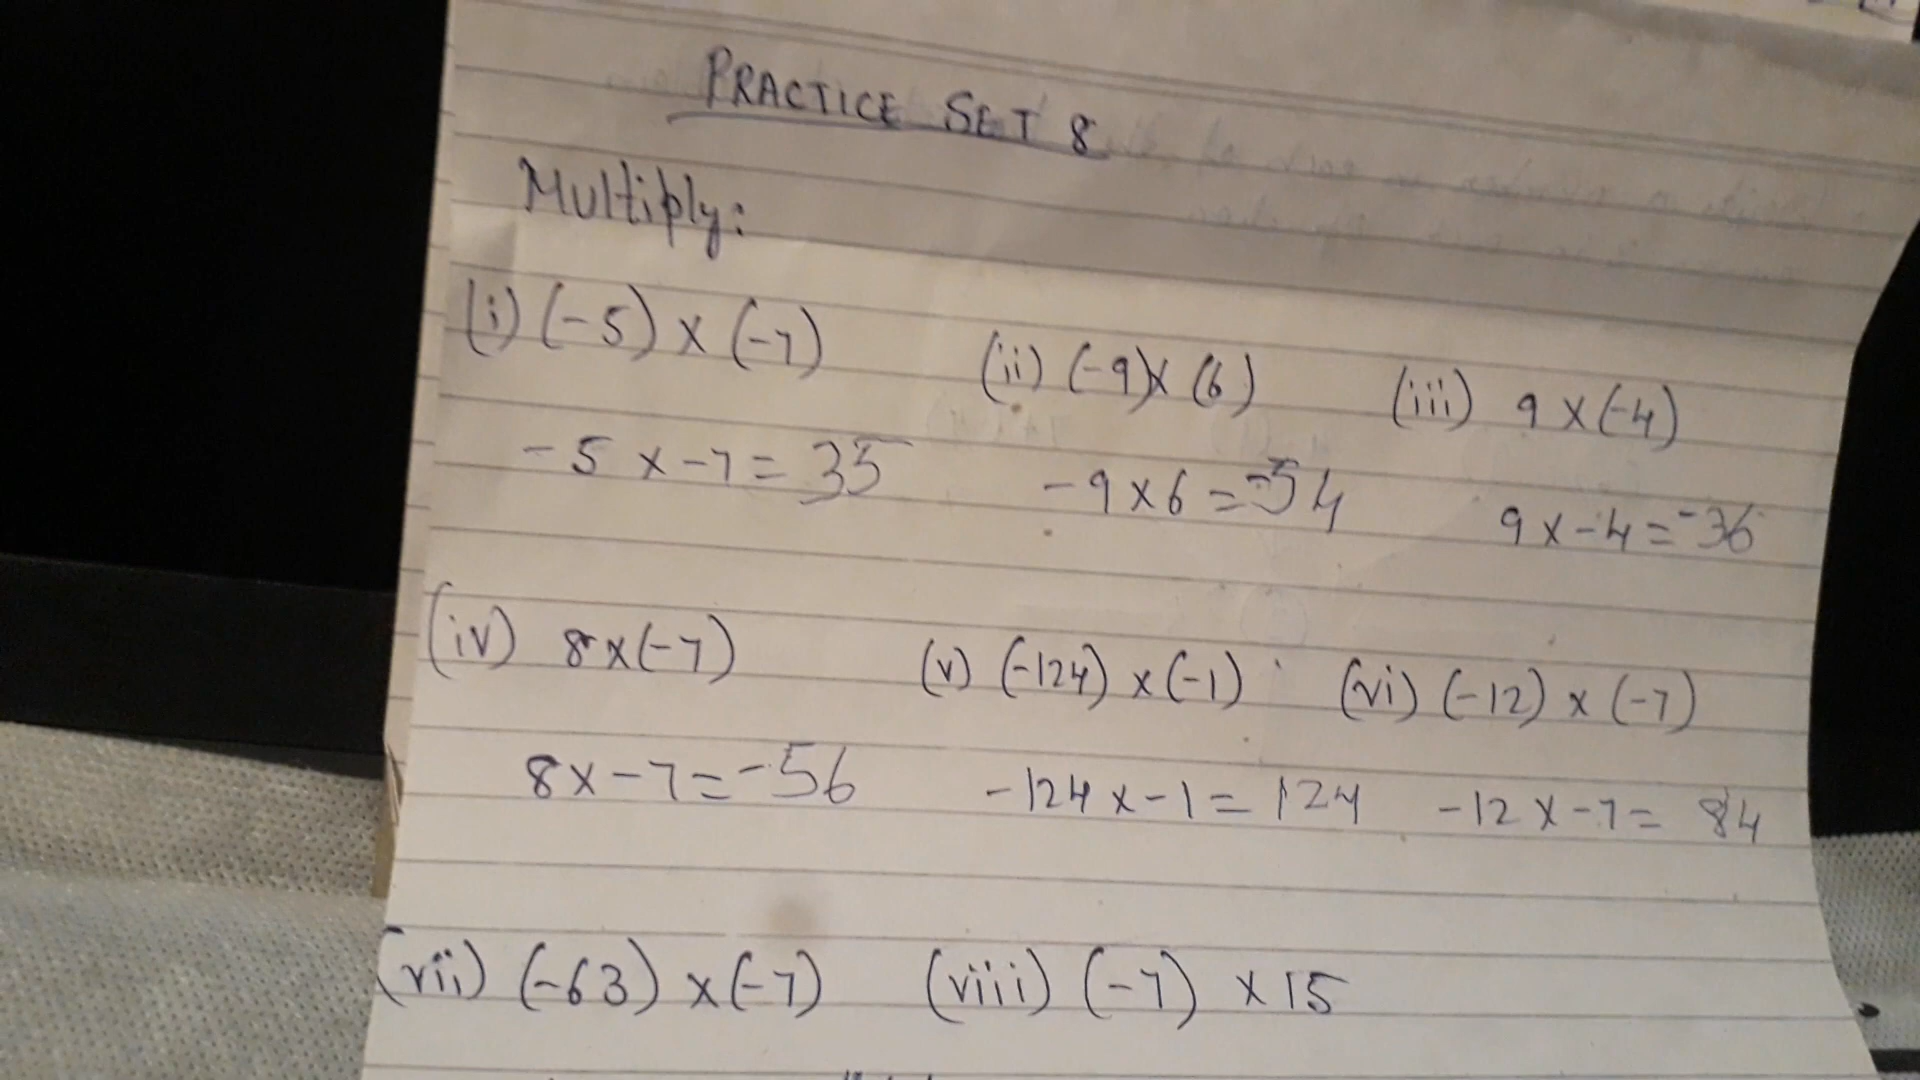 PRACTICE SET 8
Multiply:
(i) (-5) x (-7) (ii) (-9) x (6) (iii) 9 x (-4)
-5 x -7 = 35 -9 x 6 = -54 9 x -4 = -36
(iv) 8 x (-7) (v) (-124) x (-1) (vi) (-12) x (-7)
8 x -7 = -56 -124 x -1 = 124 -12 x -7 = 84
(vii) (-63) x (-7) (viii) (-7) x 15